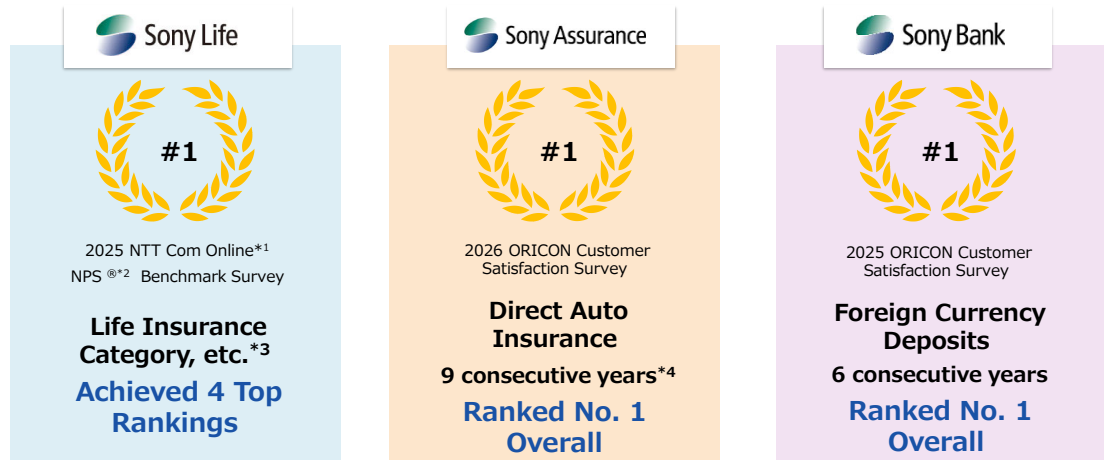 Sony Life
#1
2025 NTT Com Online*1
NPS ®*2 Benchmark Survey
Life Insurance
Category, etc.*3
Achieved 4 Top
Rankings
Sony Assurance
#1
2026 ORICON Customer
Satisfaction Survey
Direct Auto
Insurance
9 consecutive years*4
Ranked No. 1
Overall
Sony Bank
#1
2025 ORICON Customer
Satisfaction Survey
Foreign Currency
Deposits
6 consecutive years
Ranked No. 1
Overall